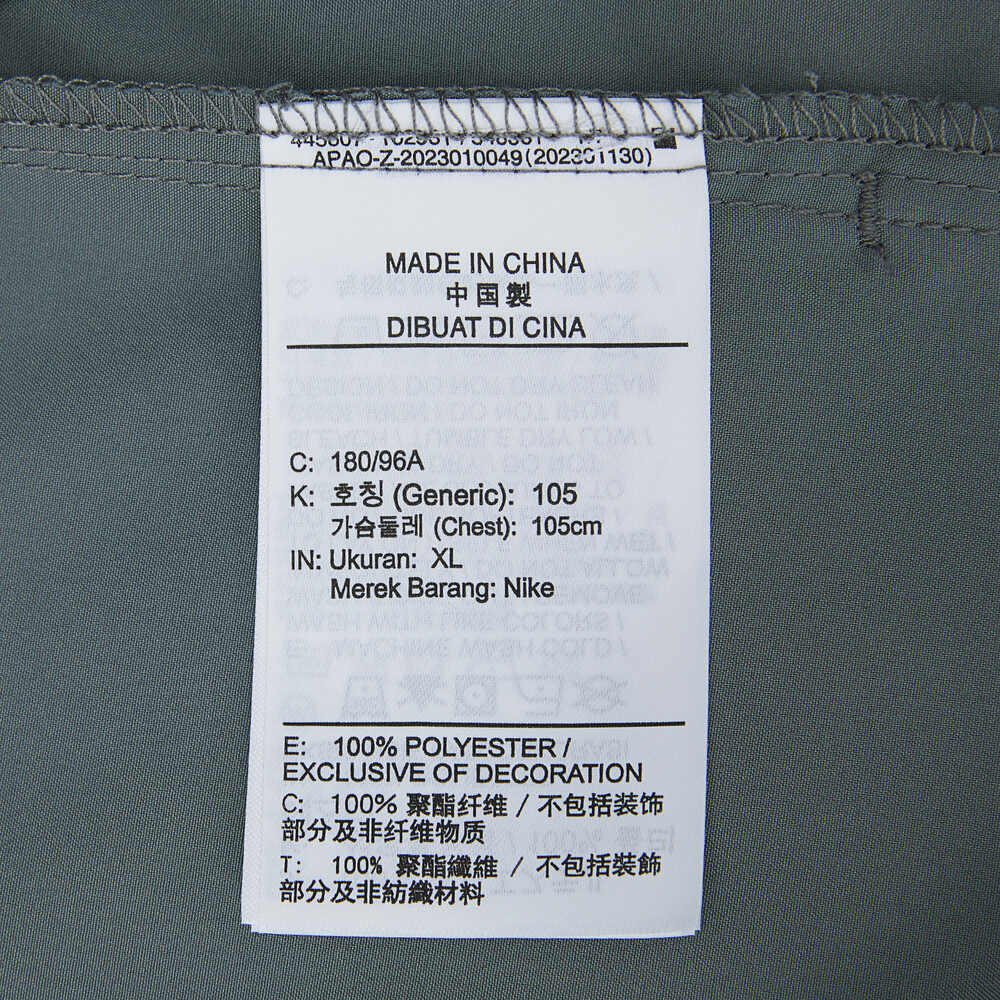 APAO-Z-2023010049(202301130)
MADE IN CHINA
中国製
DIBUAT DI CINA
C: 180/96A
K: 호칭 (Generic): 105
가슴둘레 (Chest): 105cm
IN: Ukuran: XL
Merek Barang: Nike
E: 100% POLYESTER /
EXCLUSIVE OF DECORATION
C: 100% 聚酯纤维 / 不包括装饰
部分及非纤维物质
T: 100% 聚酯纖維 / 不包括裝飾
部分及非紡織材料